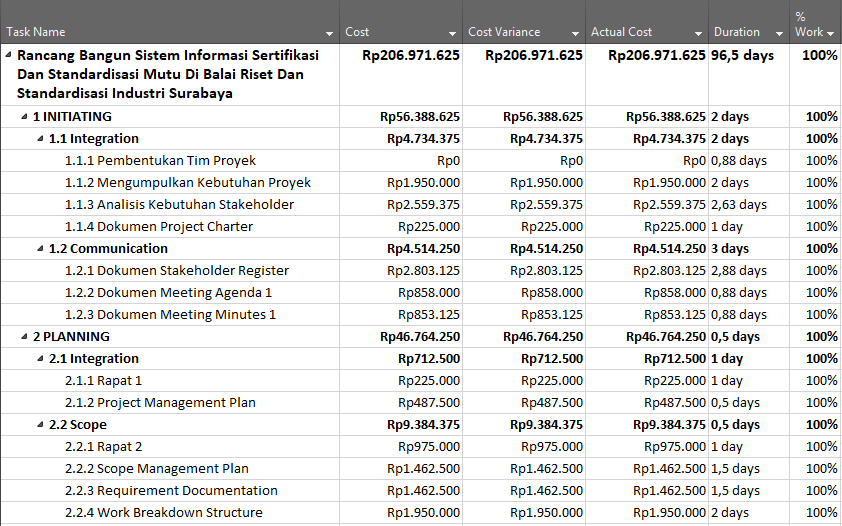 Task Name Cost Cost Variance Actual Cost Duration % Work
Rancang Bangun Sistem Informasi Sertifikasi Rp206.971.625 Rp206.971.625 Rp206.971.625 96,5 days 100%
Dan Standardisasi Mutu Di Balai Riset Dan
Standardisasi Industri Surabaya
1 INITIATING Rp56.388.625 Rp56.388.625 Rp56.388.625 2 days 100%
1.1 Integration Rp4.734.375 Rp4.734.375 Rp4.734.375 2 days 100%
1.1.1 Pembentukan Tim Proyek Rp0 Rp0 Rp0 0,88 days 100%
1.1.2 Mengumpulkan Kebutuhan Proyek Rp1.950.000 Rp1.950.000 Rp1.950.000 2 days 100%
1.1.3 Analisis Kebutuhan Stakeholder Rp2.559.375 Rp2.559.375 Rp2.559.375 2,63 days 100%
1.1.4 Dokumen Project Charter Rp225.000 Rp225.000 Rp225.000 1 day 100%
1.2 Communication Rp4.514.250 Rp4.514.250 Rp4.514.250 3 days 100%
1.2.1 Dokumen Stakeholder Register Rp2.803.125 Rp2.803.125 Rp2.803.125 2,88 days 100%
1.2.2 Dokumen Meeting Agenda 1 Rp858.000 Rp858.000 Rp858.000 0,88 days 100%
1.2.3 Dokumen Meeting Minutes 1 Rp853.125 Rp853.125 Rp853.125 0,88 days 100%
2 PLANNING Rp46.764.250 Rp46.764.250 Rp46.764.250 0,5 days 100%
2.1 Integration Rp712.500 Rp712.500 Rp712.500 1 day 100%
2.1.1 Rapat 1 Rp225.000 Rp225.000 Rp225.000 1 day 100%
2.1.2 Project Management Plan Rp487.500 Rp487.500 Rp487.500 0,5 days 100%
2.2 Scope Rp9.384.375 Rp9.384.375 Rp9.384.375 0,5 days 100%
2.2.1 Rapat 2 Rp975.000 Rp975.000 Rp975.000 1 day 100%
2.2.2 Scope Management Plan Rp1.462.500 Rp1.462.500 Rp1.462.500 1,5 days 100%
2.2.3 Requirement Documentation Rp1.462.500 Rp1.462.500 Rp1.462.500 1,5 days 100%
2.2.4 Work Breakdown Structure Rp1.950.000 Rp1.950.000 Rp1.950.000 2 days 100%